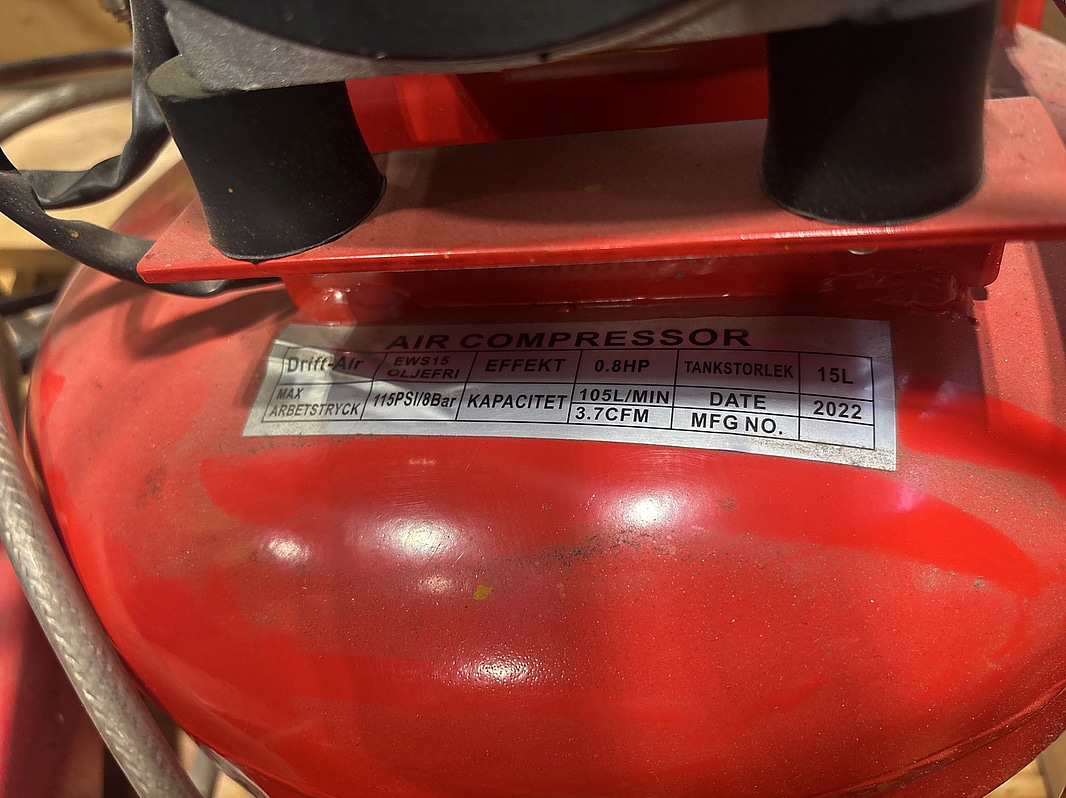 AIR COMPRESSOR
Drift-Air EWS15 OLJEFRI EFFEKT 0.8HP TANKSTORLEK 15L
MAX ARBETSTRYCK 115PSI/8Bar KAPACITET 105L/MIN DATE 2022
3.7CFM MFG NO.